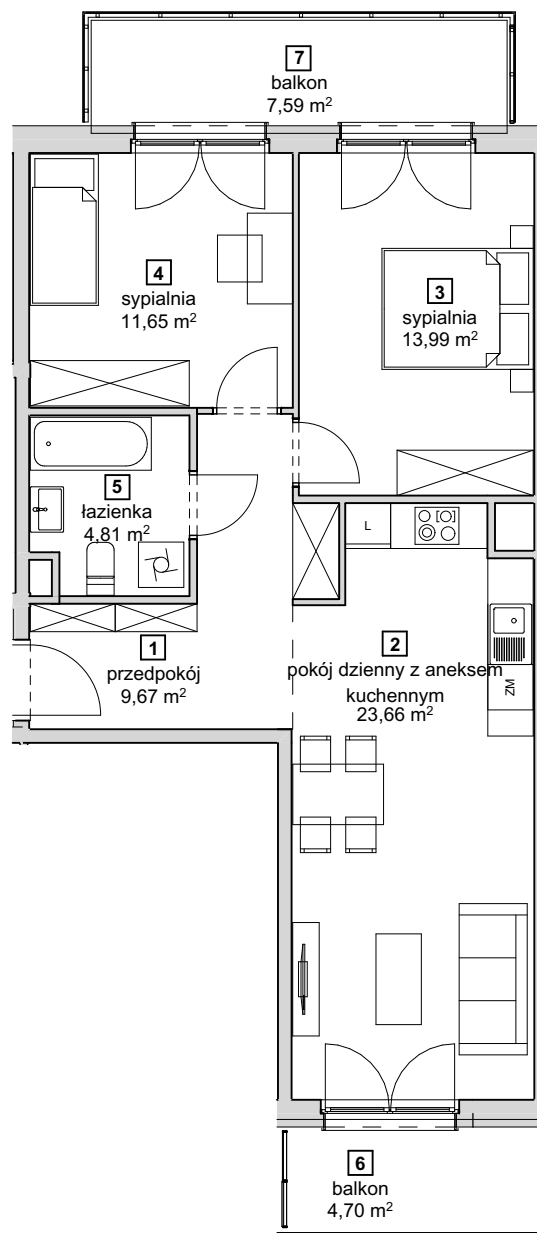 7
balkon
7,59 m²
4
sypialnia
11,65 m²
3
sypialnia
13,99 m²
5
łazienka
4,81 m²
L
1
przedpokój
9,67 m²
2
pokój dzienny z aneksem
kuchennym
23,66 m²
ZM
6
balkon
4,70 m²